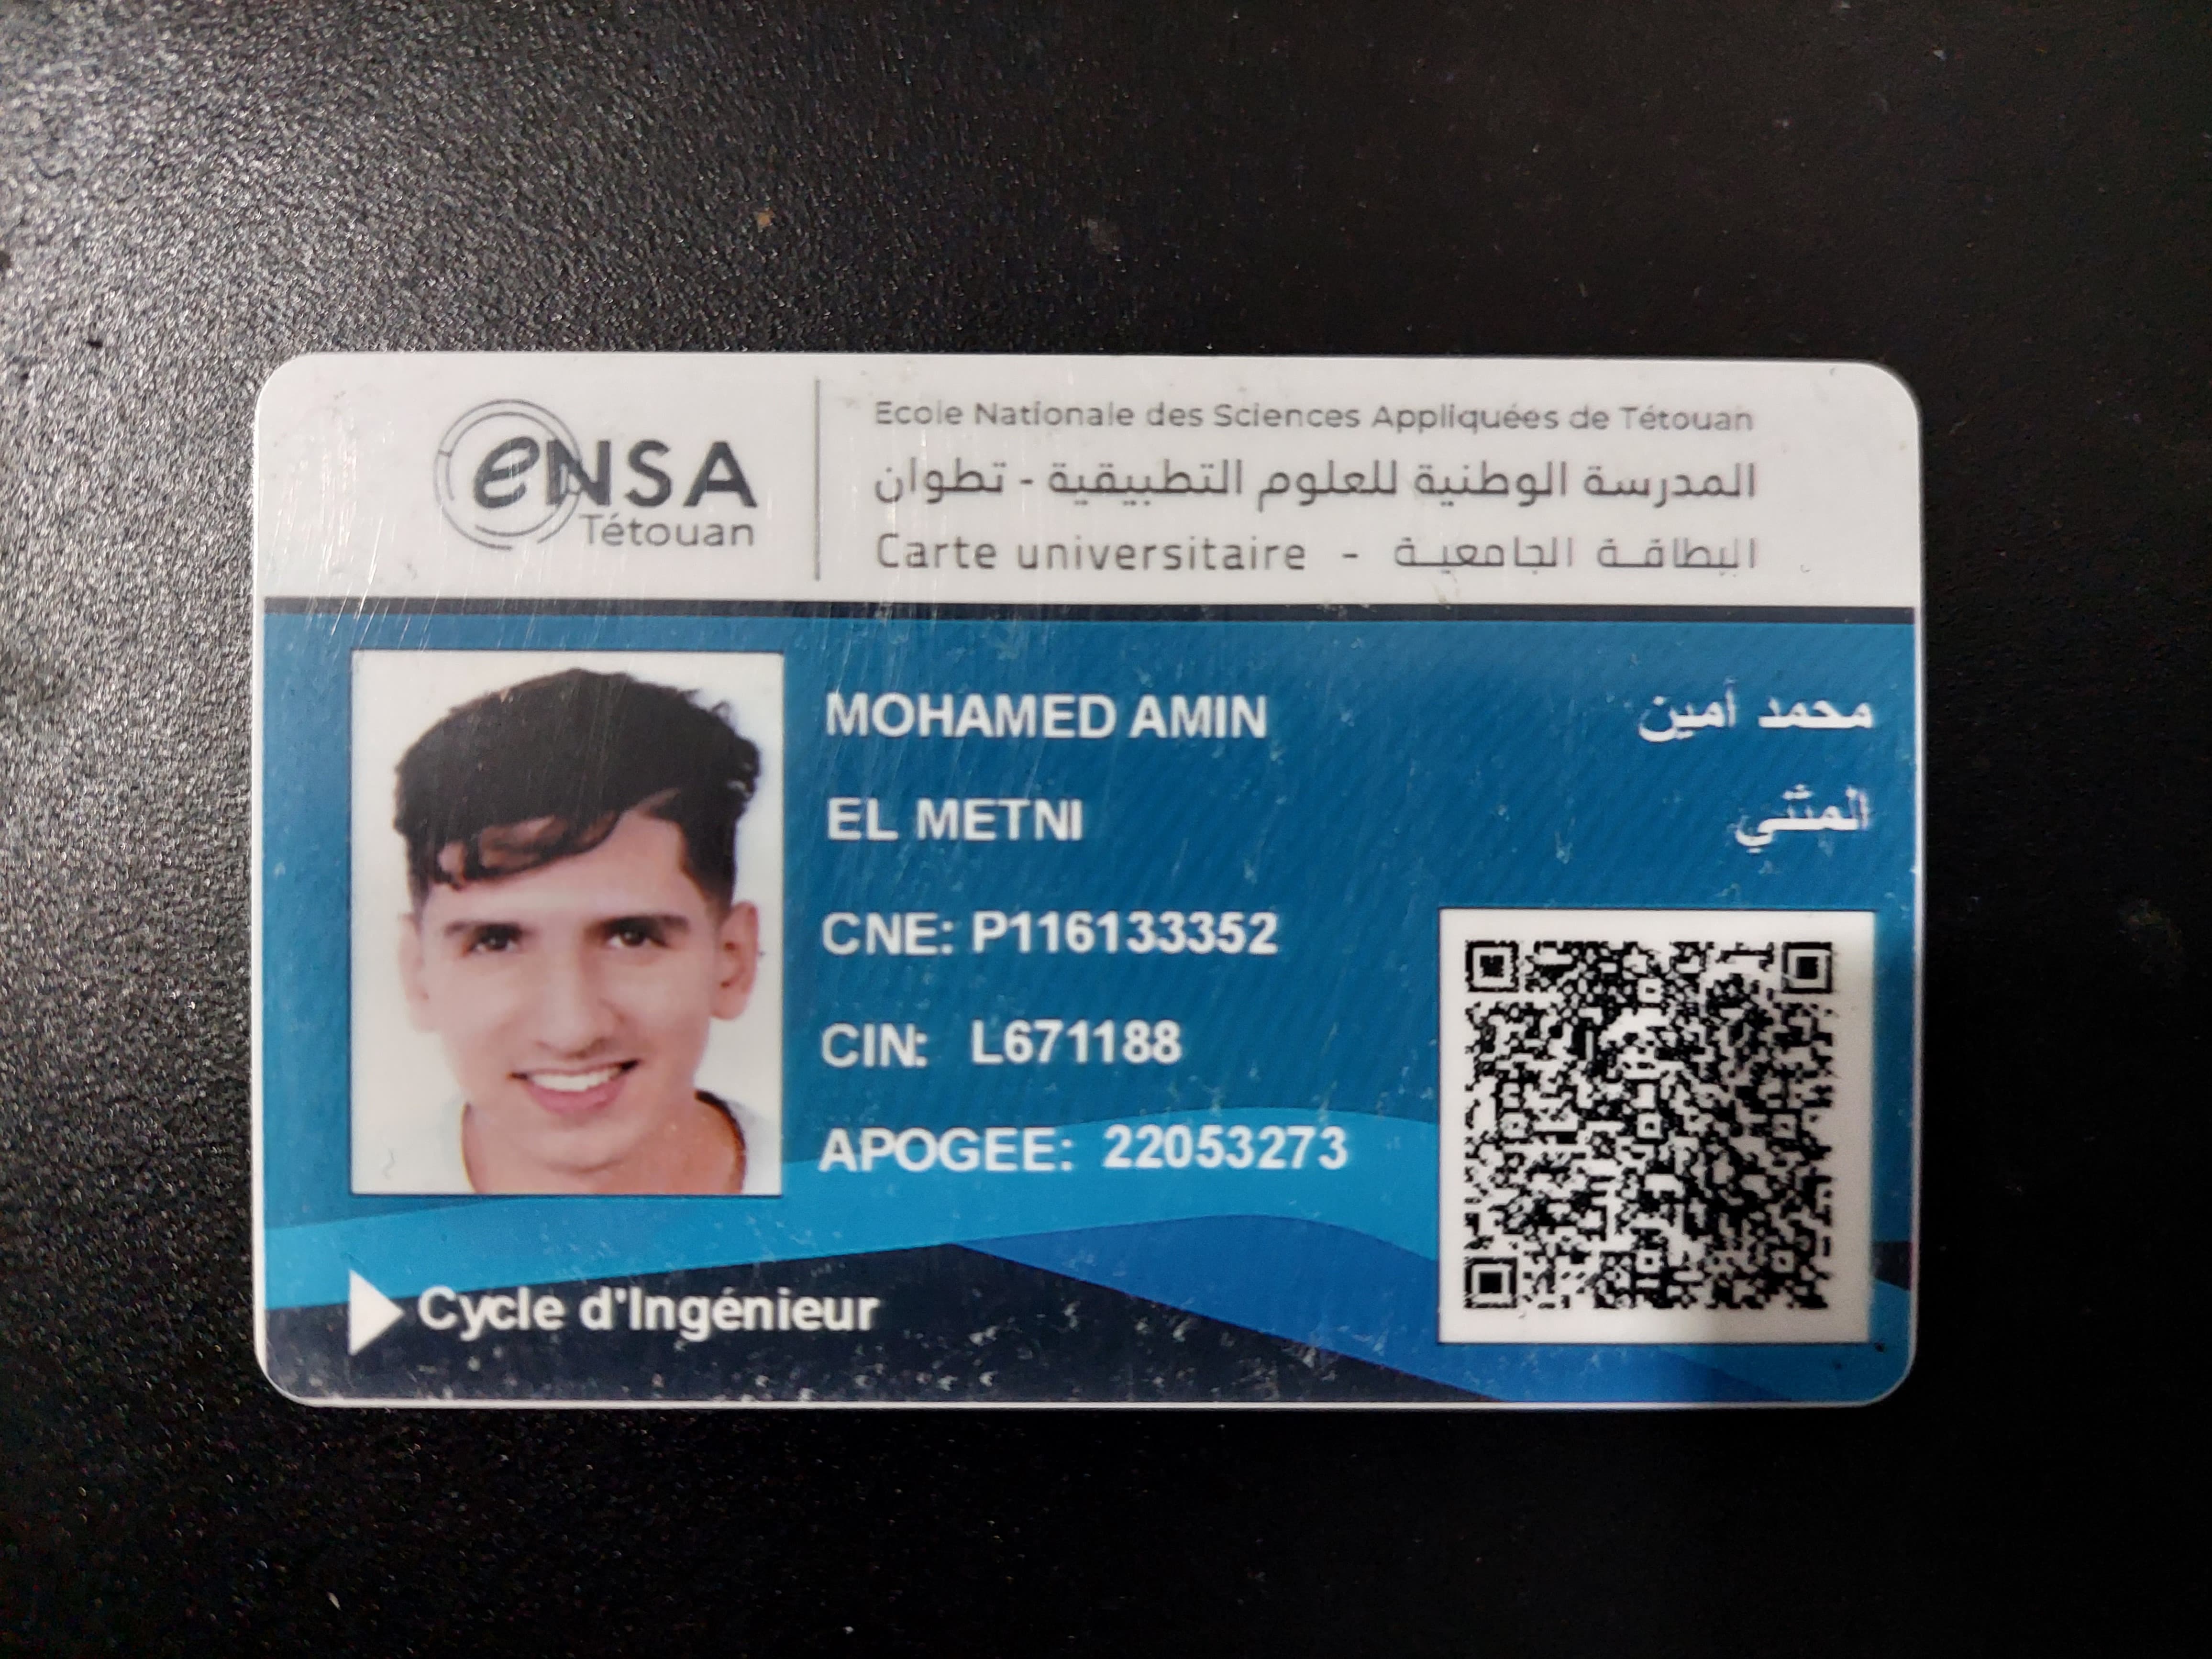 eNSA
Tétouan
Ecole Nationale des Sciences Appliquées de Tétouan
المدرسة الوطنية للعلوم التطبيقية - تطوان
Carte universitaire - البطاقة الجامعية
MOHAMED AMIN محمد أمين
EL METNI المثني
CNE: P116133352
CIN: L671188
APOGEE: 22053273
Cycle d'Ingénieur